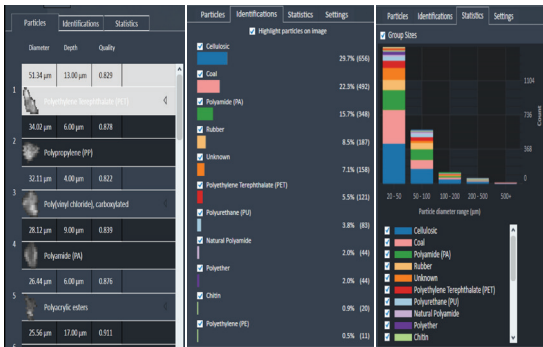 Particles Identifications Statistics
Diameter Depth Quality
51.34 µm 13.00 µm 0.829
1
Polyethylene Terephthalate (PET)
34.02 µm 6.00 µm 0.878
2
Polypropylene (PP)
32.11 µm 4.00 µm 0.822
3
Poly(vinyl chloride), carboxylated
28.12 µm 9.00 µm 0.839
4
Polyamide (PA)
26.44 µm 6.00 µm 0.876
5
Polyacrylic esters
25.56 µm 17.00 µm 0.911
Particles Identifications Statistics Settings
Highlight particles on image
Cellulosic
29.7% (656)
Coal
22.3% (492)
Polyamide (PA)
15.7% (348)
Rubber
8.5% (187)
Unknown
7.1% (158)
Polyethylene Terephthalate (PET)
5.5% (121)
Polyurethane (PU)
3.8% (83)
Natural Polyamide
2.0% (44)
Polyether
2.0% (44)
Chitin
0.9% (20)
Polyethylene (PE)
0.5% (11)
Particles Identifications Statistics Settings
Group Sizes
1104
736
368
0
Count
20 - 50 50 - 100 100 - 200 200 - 500 500+
Particle diameter range (µm)
Cellulosic
Coal
Polyamide (PA)
Rubber
Unknown
Polyethylene Terephthalate (PET)
Polyurethane (PU)
Natural Polyamide
Polyether
Chitin